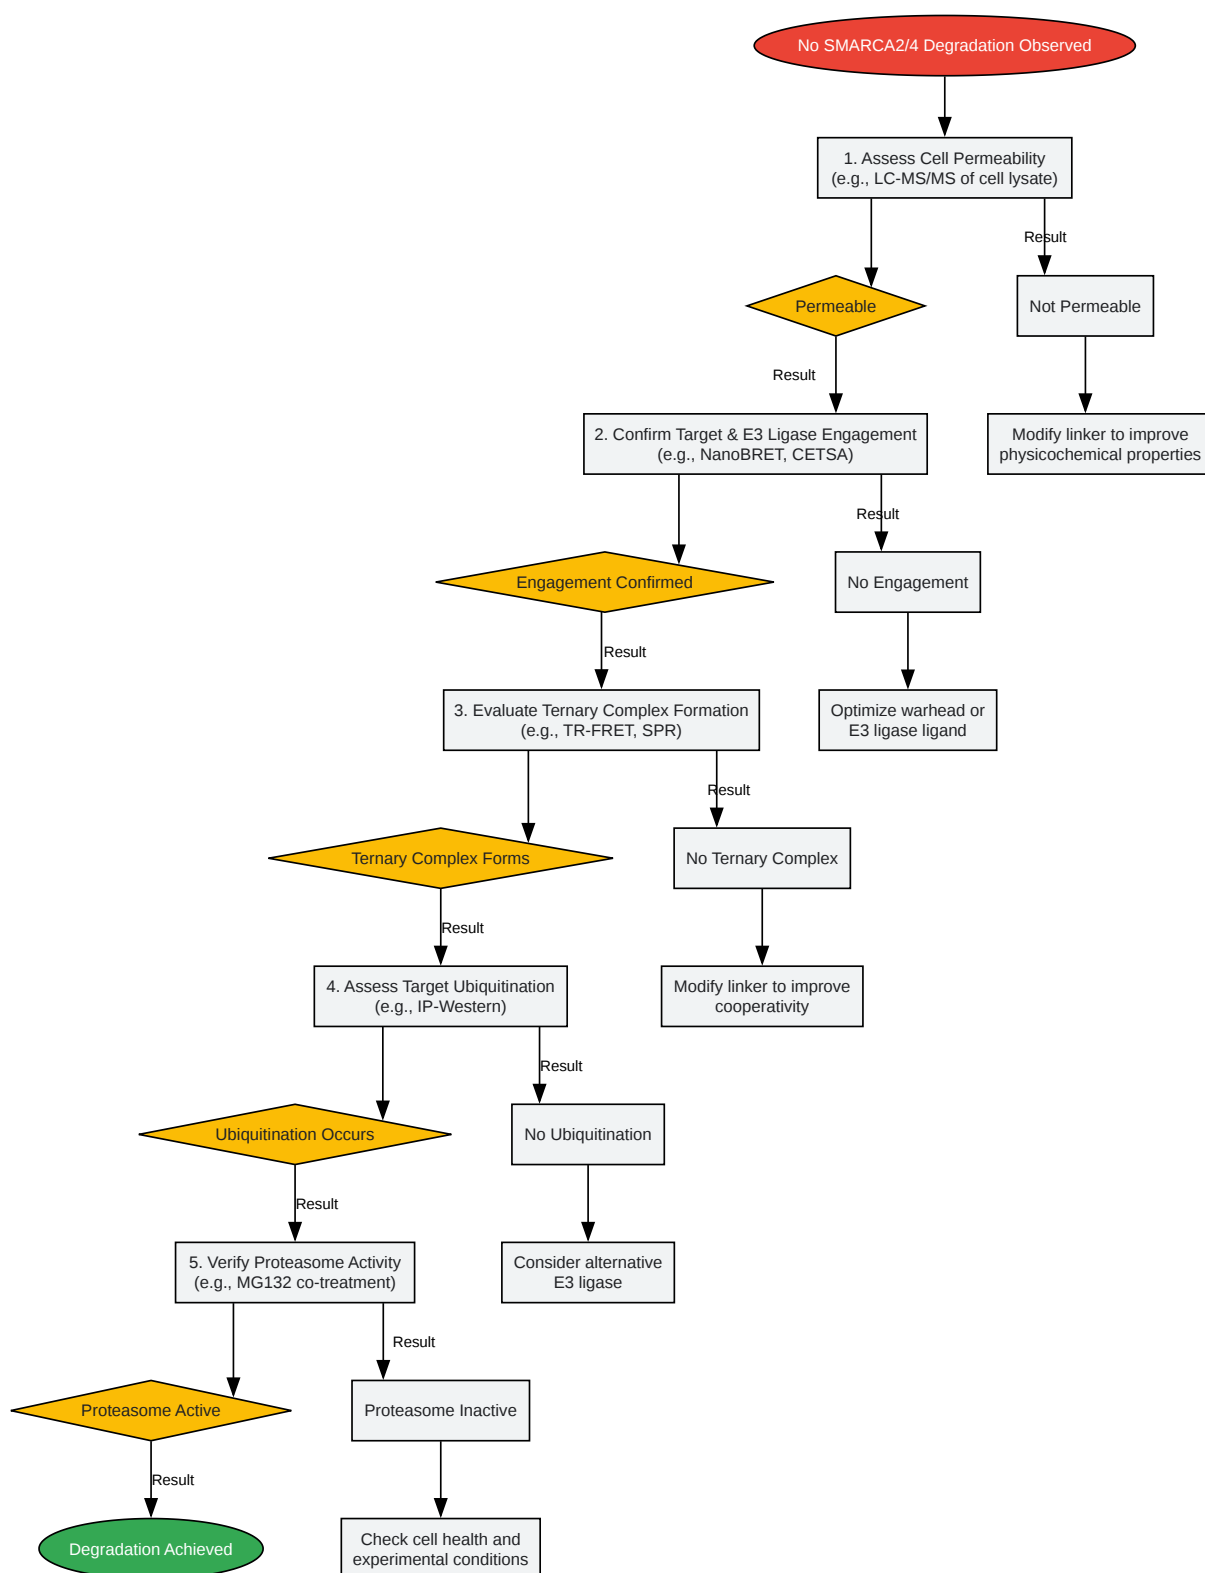 No SMARCA2/4 Degradation Observed
1. Assess Cell Permeability
(e.g., LC-MS/MS of cell lysate)
Result
Permeable
Not Permeable
Result
2. Confirm Target & E3 Ligase Engagement
(e.g., NanoBRET, CETSA)
Modify linker to improve
physicochemical properties
Result
Engagement Confirmed
No Engagement
Result
3. Evaluate Ternary Complex Formation
(e.g., TR-FRET, SPR)
Optimize warhead or
E3 ligase ligand
Result
Ternary Complex Forms
No Ternary Complex
Result
4. Assess Target Ubiquitination
(e.g., IP-Western)
Modify linker to improve
cooperativity
Result
Ubiquitination Occurs
No Ubiquitination
Result
5. Verify Proteasome Activity
(e.g., MG132 co-treatment)
Consider alternative
E3 ligase
Result
Proteasome Active
Proteasome Inactive
Result
Degradation Achieved
Check cell health and
experimental conditions